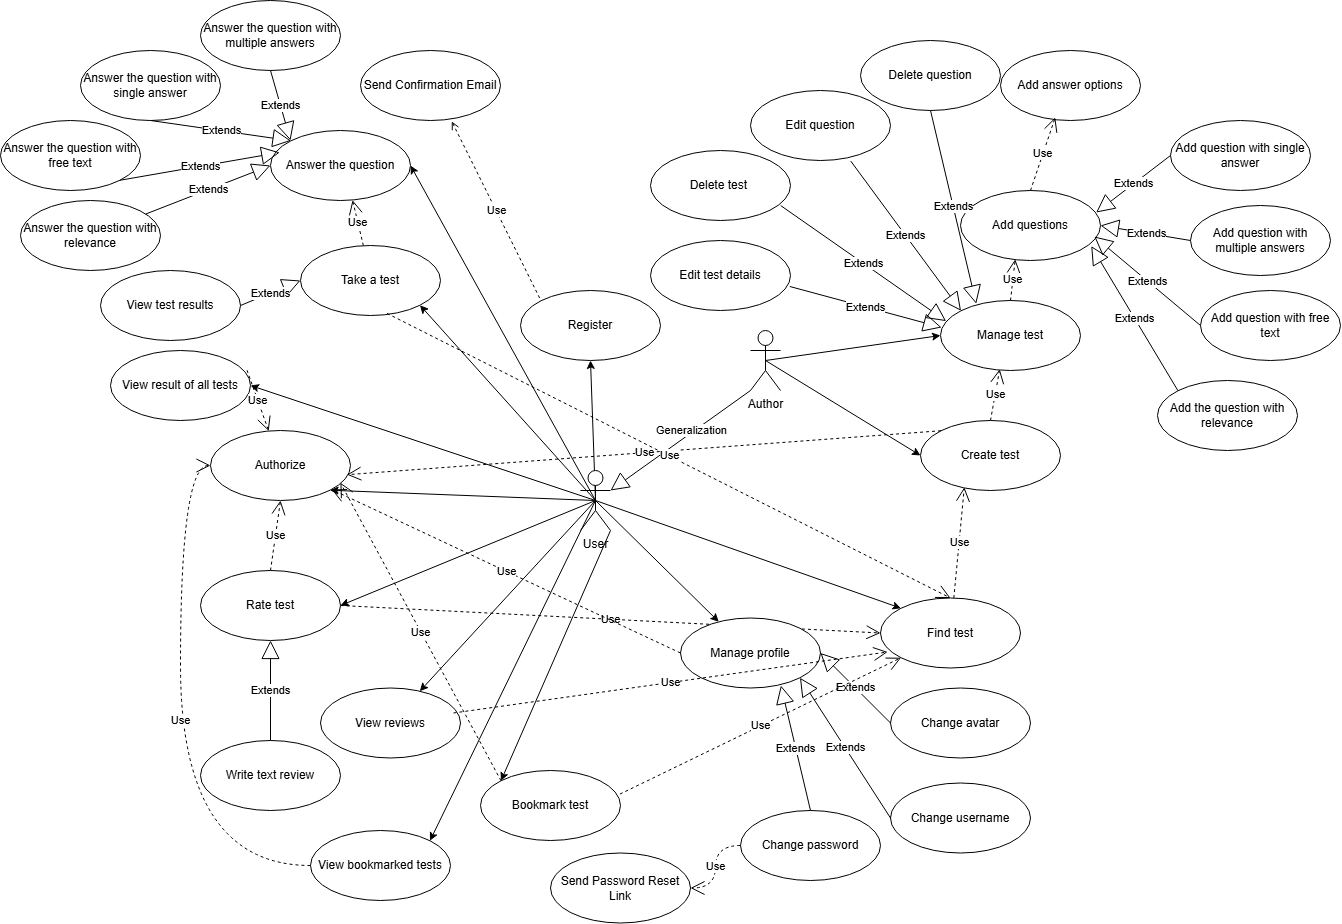 Answer the question with
multiple answers
Answer the question with
single answer
Extends
Extends
Answer the question with
free text
Extends
Extends
Answer the question with
relevance
Answer the question
Send Confirmation Email
Use
Use
Take a test
View test results
Extends
Register
View result of all tests
Use
Authorize
Use
Rate test
Extends
Write text review
Use
View bookmarked tests
View reviews
Use
Bookmark test
Use
Use
Use
Use
Use
Use
User
Generalization
Author
Delete question
Add answer options
Edit question
Use
Delete test
Extends
Extends
Extends
Edit test details
Extends
Add questions
Add question with single
answer
Extends
Add question with
multiple answers
Extends
Add question with free
text
Extends
Add the question with
relevance
Extends
Use
Manage test
Use
Create test
Use
Find test
Manage profile
Extends
Change avatar
Extends
Change username
Extends
Change password
Use
Send Password Reset
Link